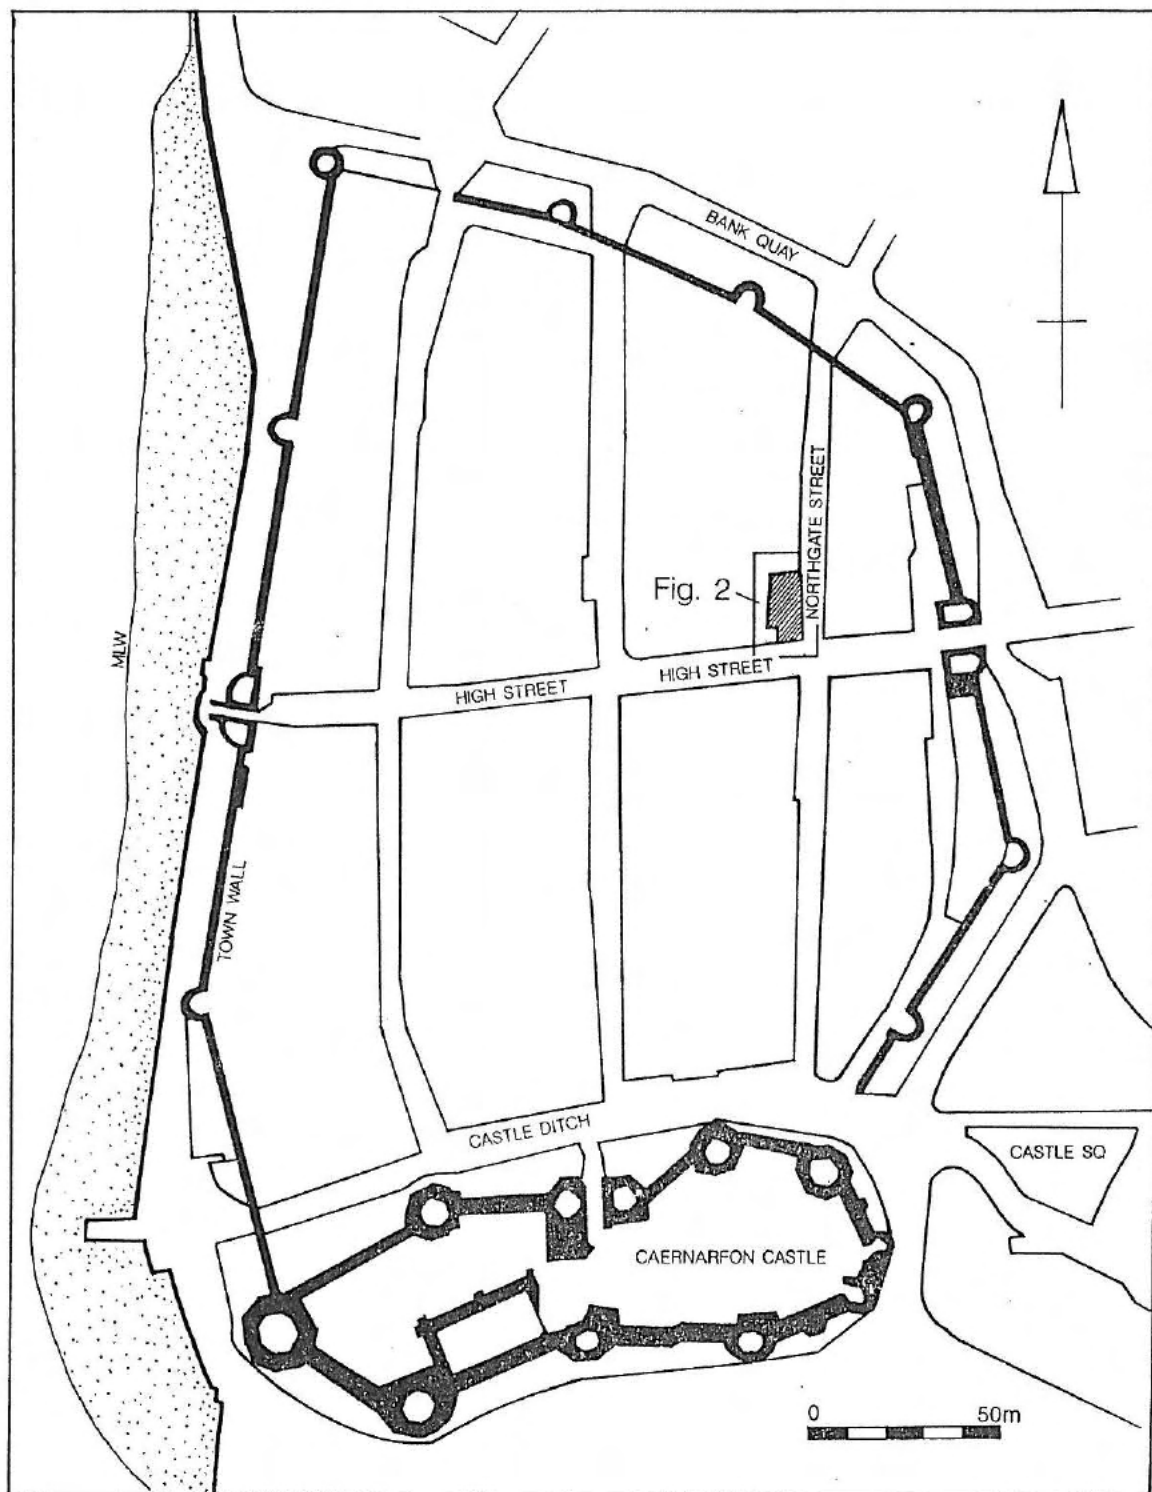 BANK QUAY
NORTHGATE STREET
Fig. 2
MLW
HIGH STREET
HIGH STREET
TOWN WALL
CASTLE DITCH
CASTLE SQ
CAERNARFON CASTLE
0 50m